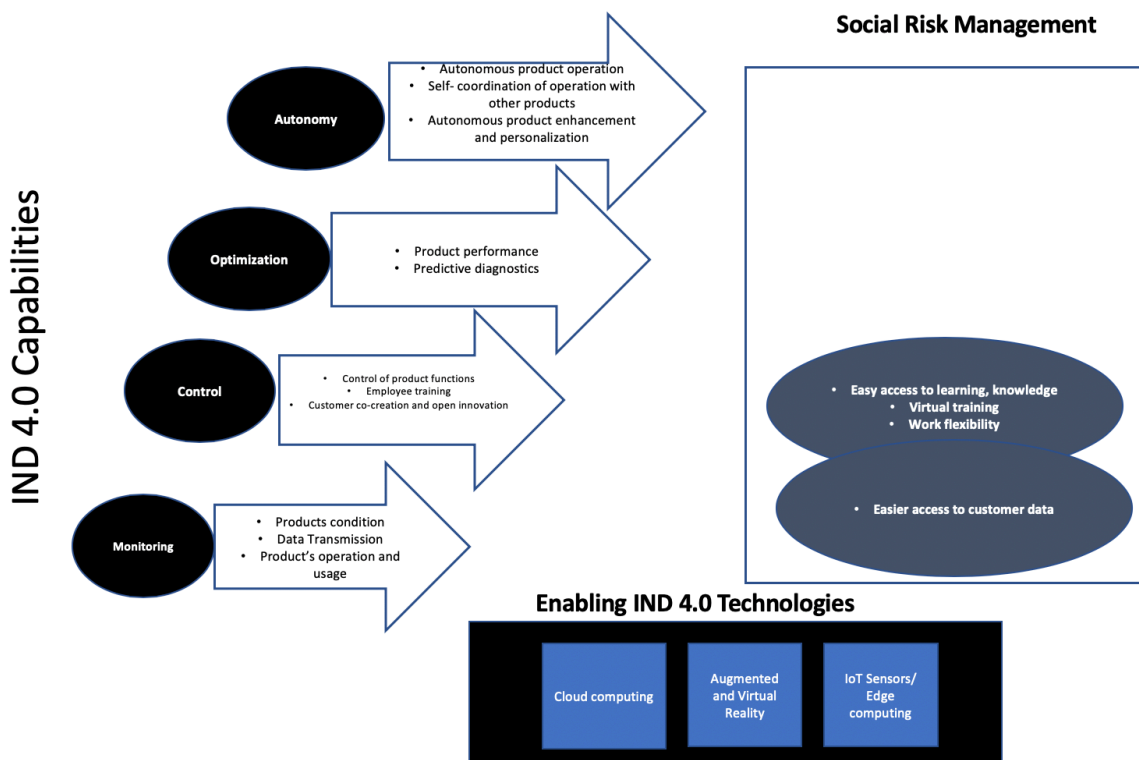 Social Risk Management
IND 4.0 Capabilities
Autonomy
• Autonomous product operation
• Self- coordination of operation with
other products
• Autonomous product enhancement
and personalization
Optimization
• Product performance
• Predictive diagnostics
Control
• Control of product functions
• Employee training
• Customer co-creation and open innovation
Monitoring
• Products condition
• Data Transmission
• Product's operation and
usage
• Easy access to learning, knowledge
• Virtual training
• Work flexibility
• Easier access to customer data
Enabling IND 4.0 Technologies
Cloud computing
Augmented
and Virtual
Reality
IoT Sensors/
Edge
computing